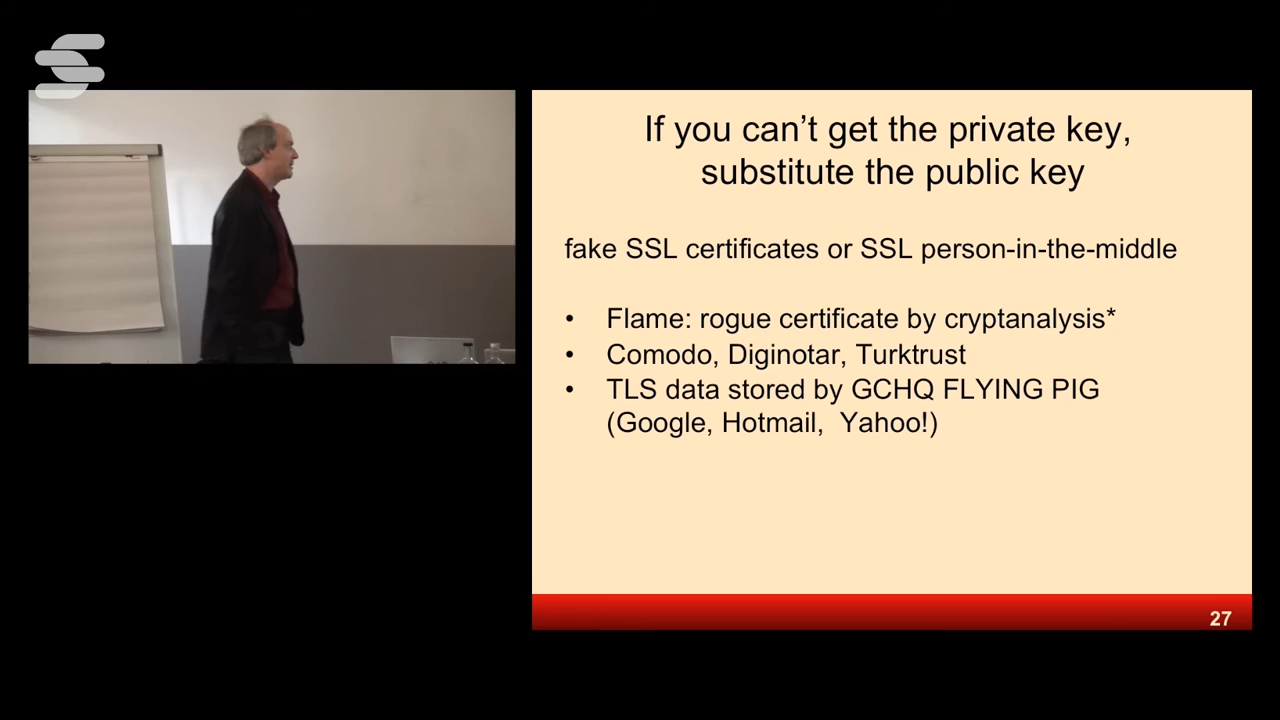 If you can’t get the private key,
substitute the public key
fake SSL certificates or SSL person-in-the-middle
• Flame: rogue certificate by cryptanalysis*
• Comodo, Diginotar, Turktrust
• TLS data stored by GCHQ FLYING PIG
(Google, Hotmail, Yahoo!)
27